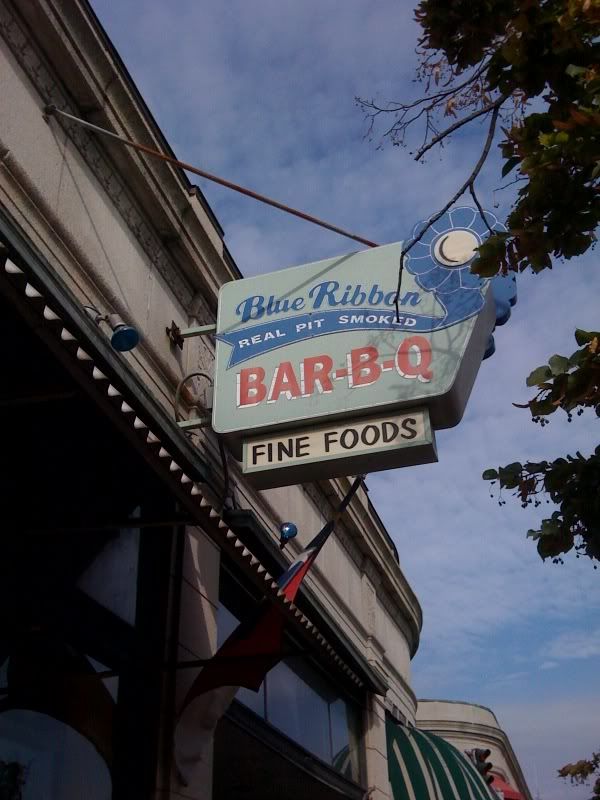 Blue Ribbon
REAL PIT SMOKED
BAR-B-Q
FINE FOODS